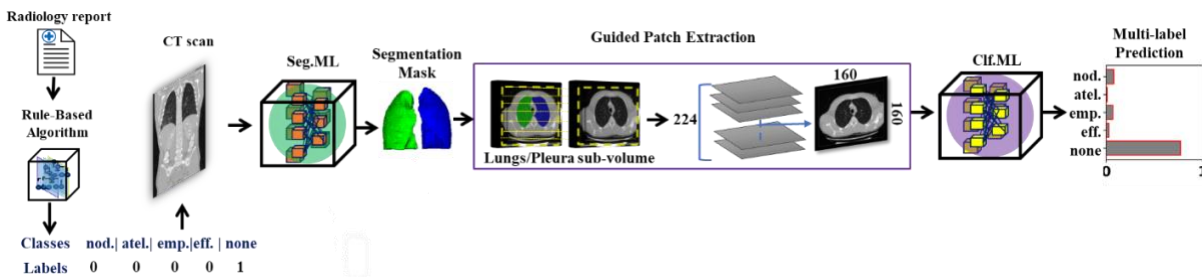 Radiology report
Rule-Based
Algorithm
Classes nod.| atel.| emp.|eff. | none
Labels 0 0 0 0 1
CT scan
Seg.ML
Segmentation
Mask
Guided Patch Extraction
Lungs/Pleura sub-volume
224
160
160
Clf.ML
Multi-label
Prediction
nod.
atel.
emp.
eff.
none
0 1